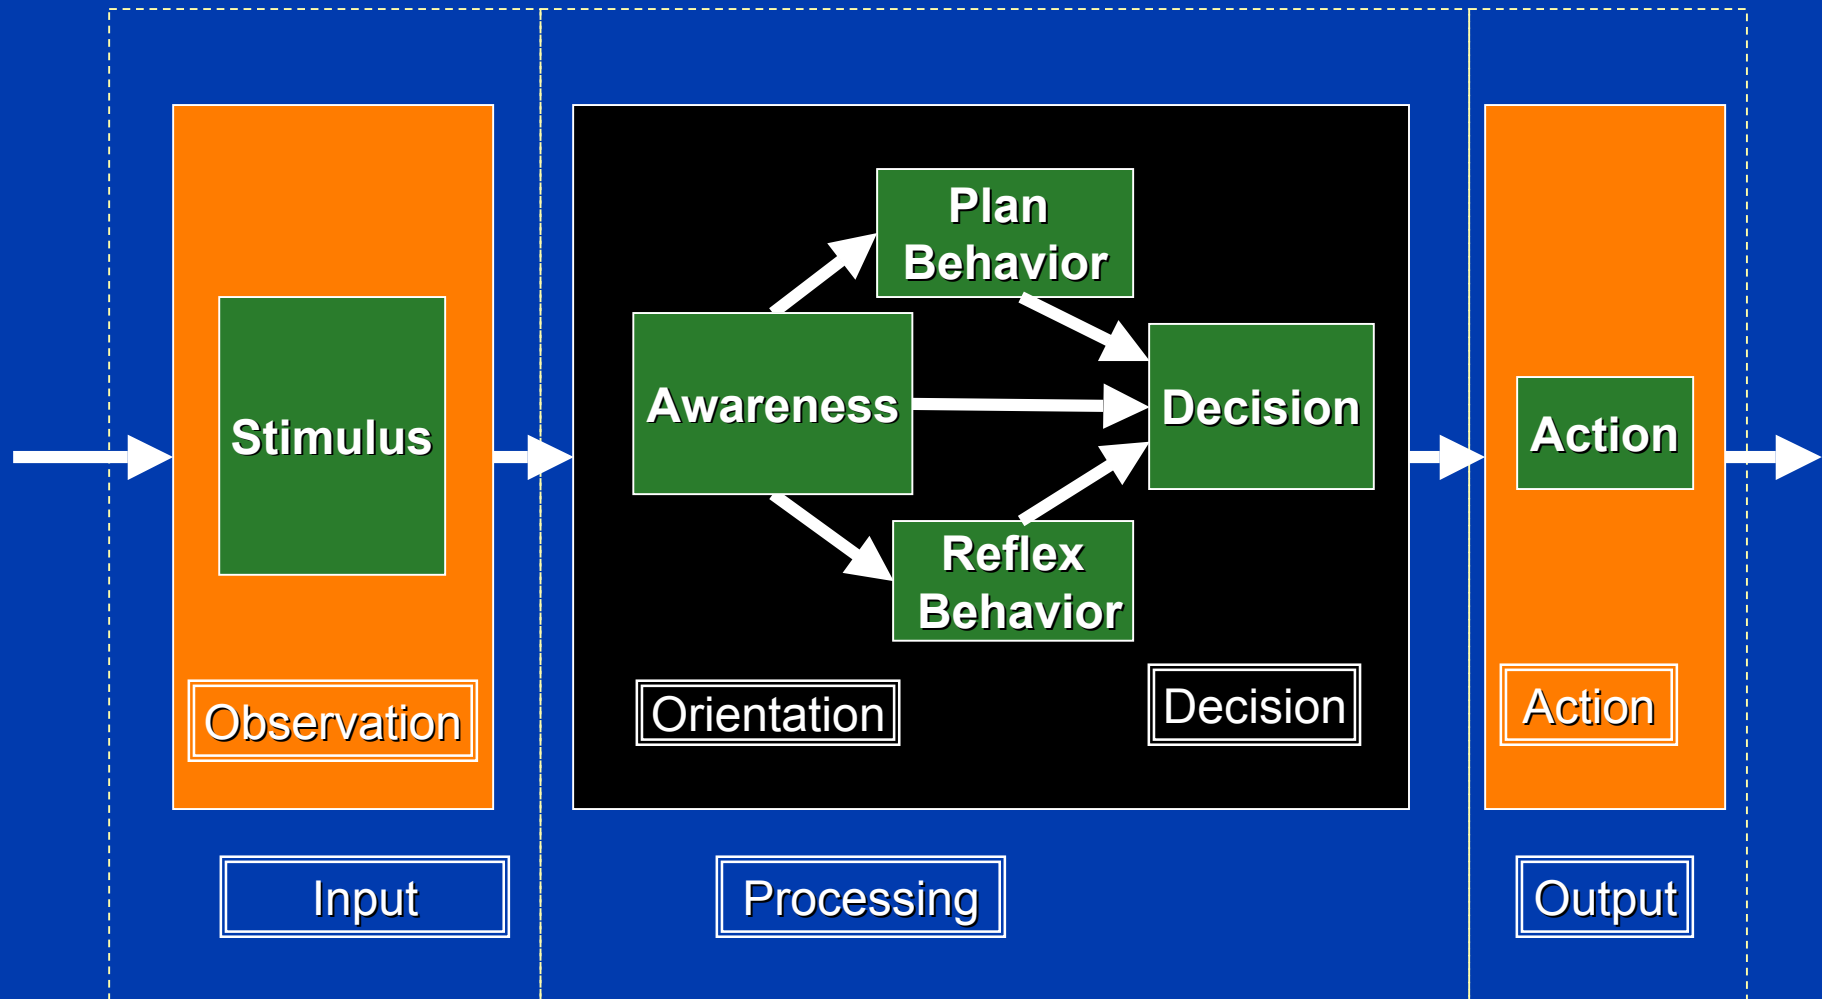 Plan
Behavior
Stimulus
Awareness
Decision
Action
Reflex
Behavior
Observation
Orientation
Decision
Action
Input
Processing
Output